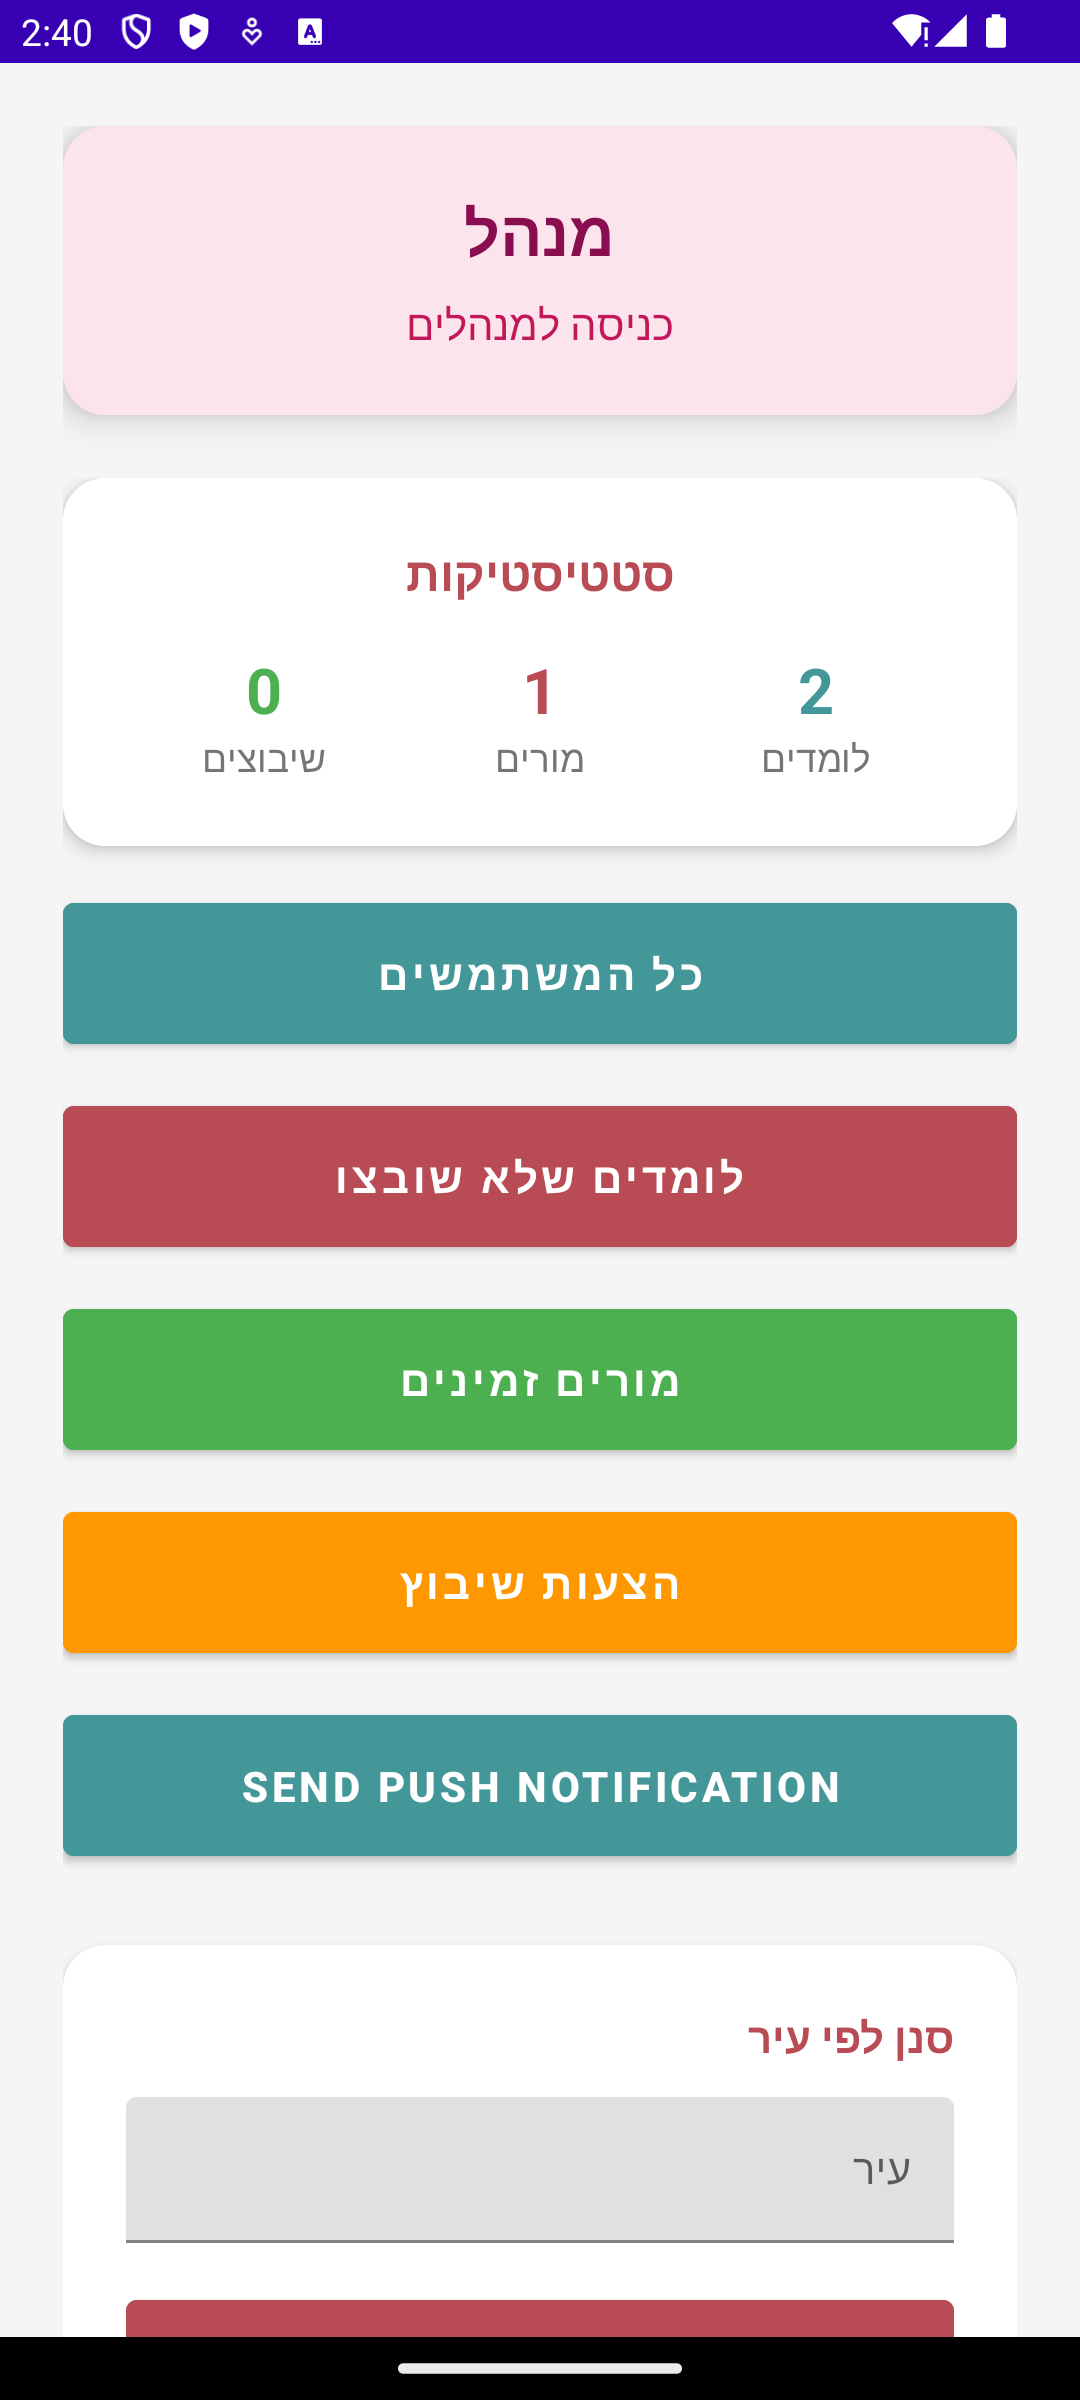 2:40
מנהל
כניסה למנהלים
סטטיסטיקות
2 1 0
לומדים מורים שיבוצים
כל המשתמשים
לומדים שלא שובצו
מורים זמינים
הצעות שיבוץ
SEND PUSH NOTIFICATION
סנן לפי עיר
עיר